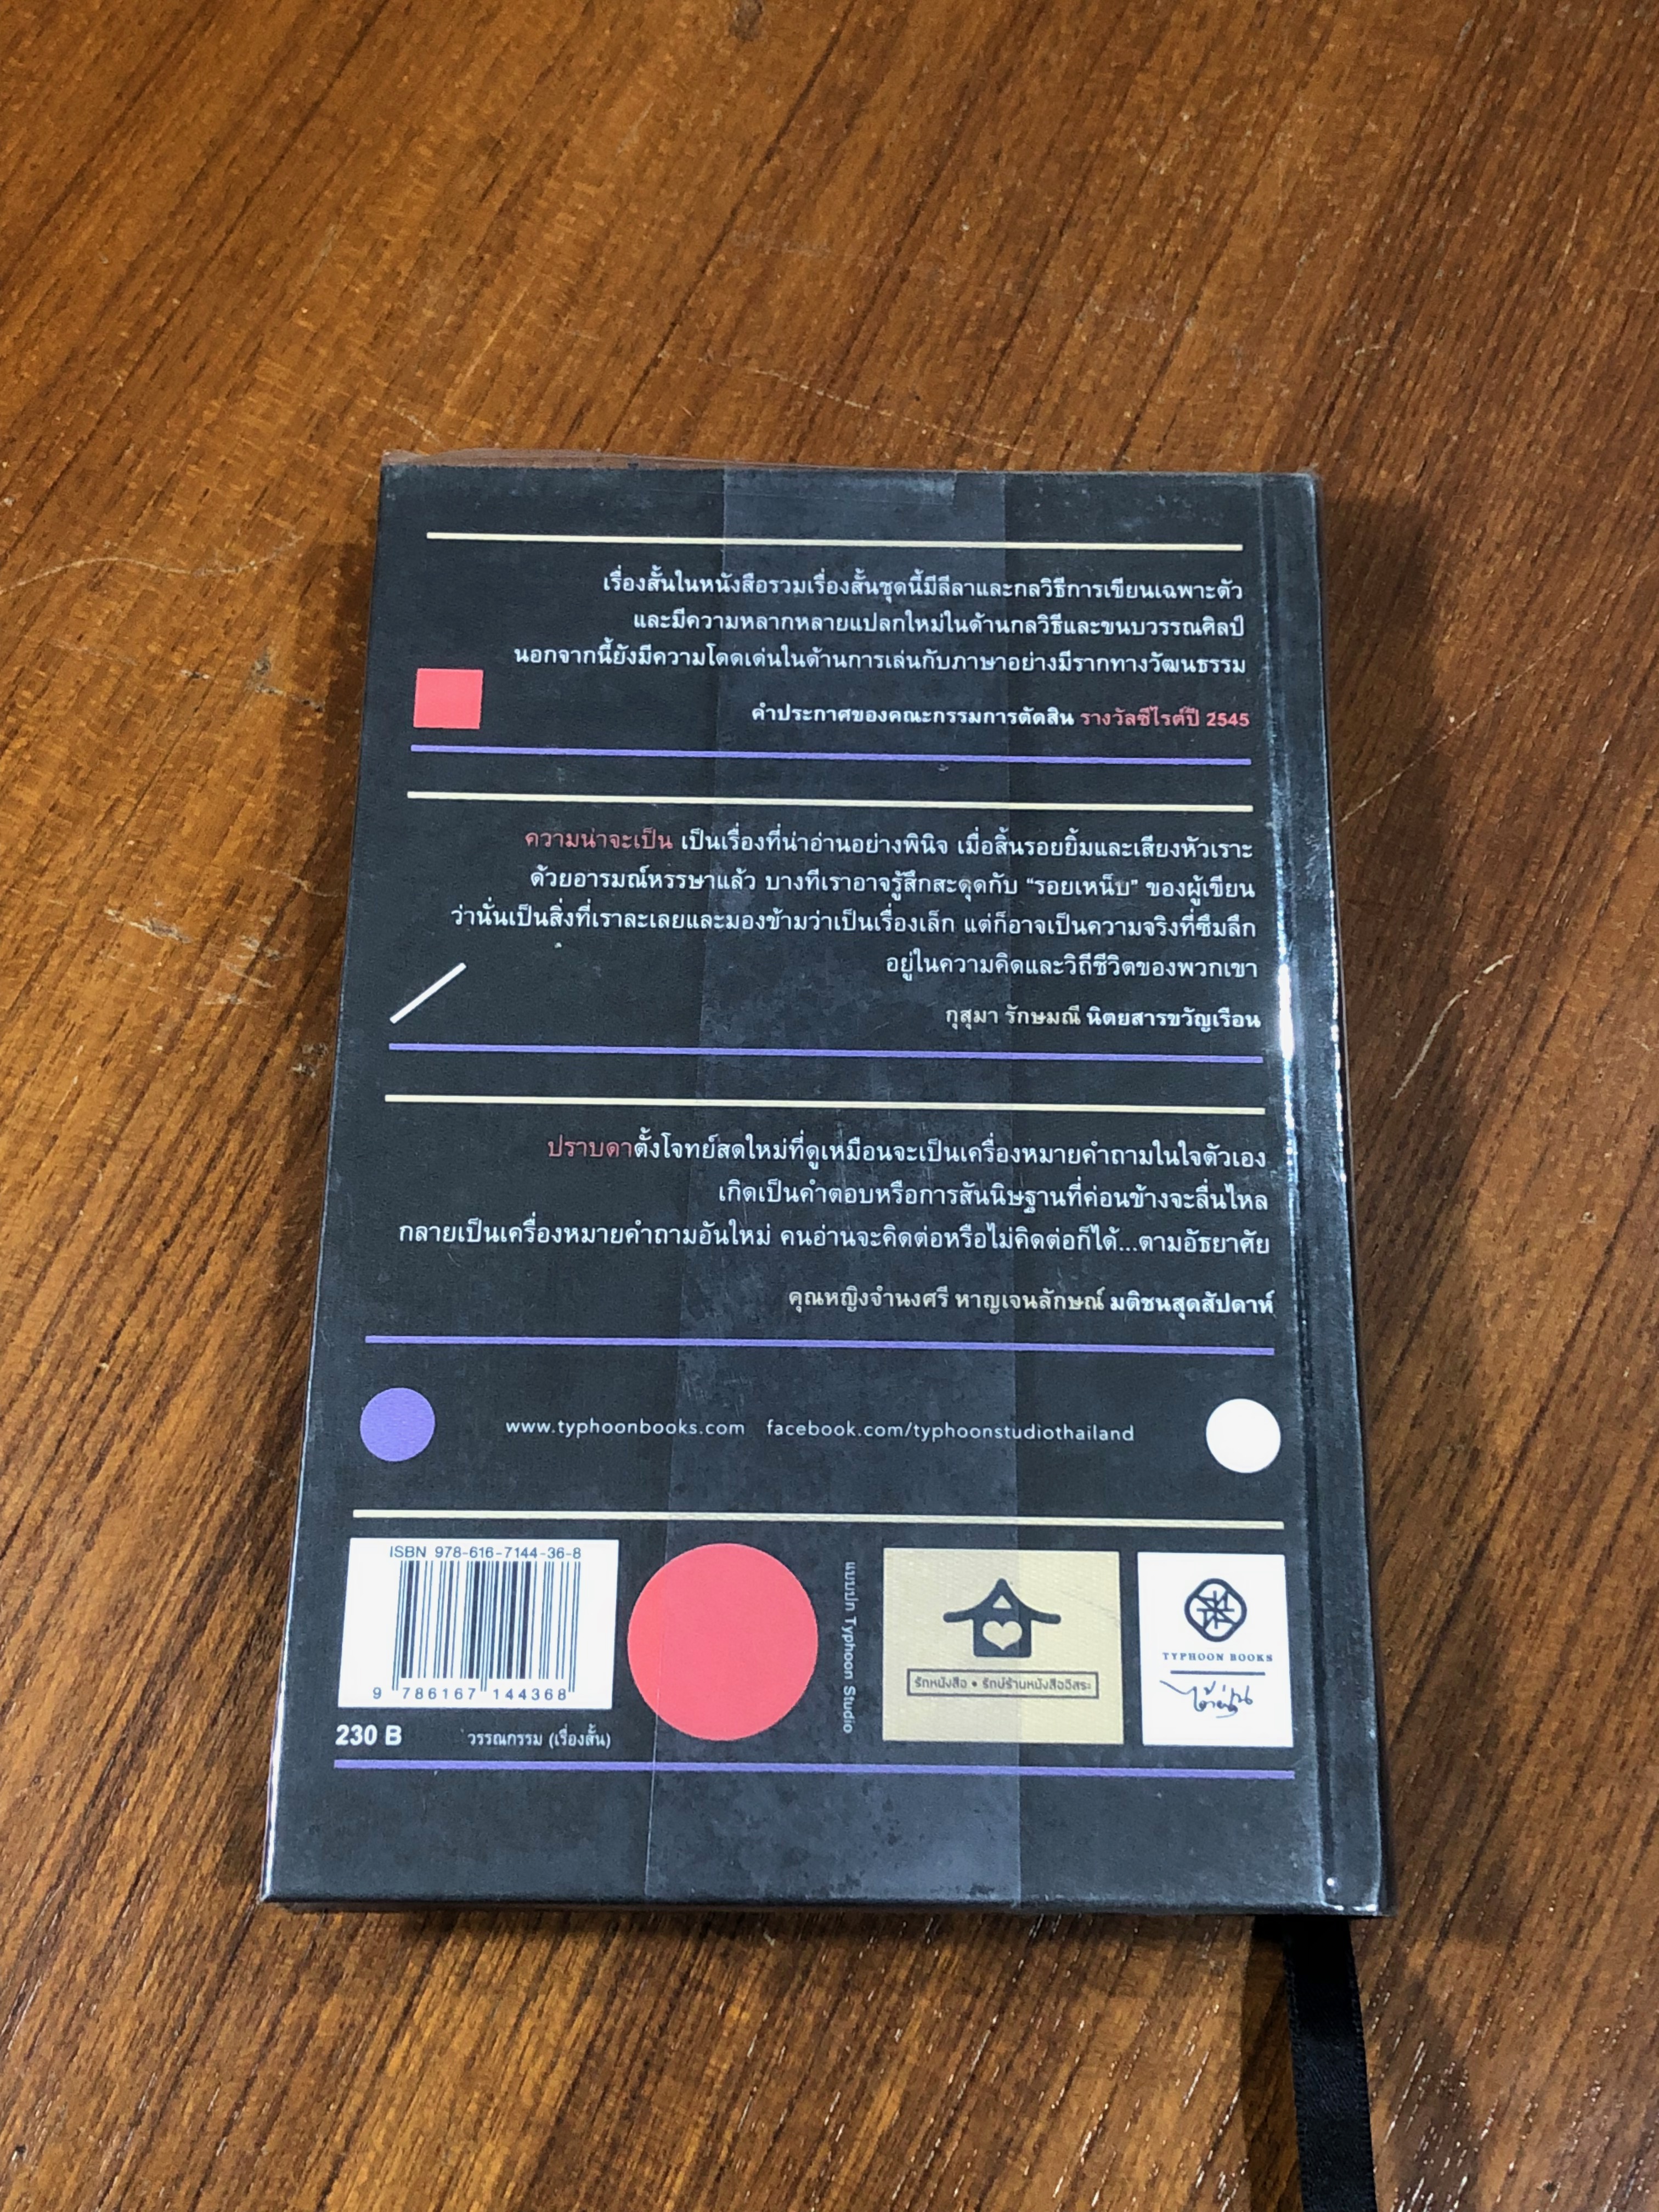 เรื่องสั้นในหนังสือรวมเรื่องสั้นชุดนี้มีลีลาและกลวิธีการเขียนเฉพาะตัว
และมีความหลากหลายแปลกใหม่ในด้านกลวิธีและขนบวรรณศิลป์
นอกจากนี้ยังมีความโดดเด่นในด้านการเล่นกับภาษาอย่างมีรากทางวัฒนธรรม
คำประกาศของคณะกรรมการตัดสิน รางวัลซีไรต์ปี 2545
ความน่าจะเป็น เป็นเรื่องที่น่าอ่านอย่างพินิจ เมื่อสิ้นรอยยิ้มและเสียงหัวเราะ
ด้วยอารมณ์หรรษาแล้ว บางทีเราอาจรู้สึกสะดุดกับ “รอยเหน็บ” ของผู้เขียน
ว่านั่นเป็นสิ่งที่เราละเลยและมองข้ามว่าเป็นเรื่องเล็ก แต่ก็อาจเป็นความจริงที่ซึมลึก
อยู่ในความคิดและวิถีชีวิตของพวกเขา
กุสุมา รักษมณี นิตยสารขวัญเรือน
ปราบดาตั้งโจทย์สดใหม่ที่ดูเหมือนจะเป็นเครื่องหมายคำถามในใจตัวเอง
เกิดเป็นคำตอบหรือการสันนิษฐานที่ค่อนข้างจะลื่นไหล
กลายเป็นเครื่องหมายคำถามอันใหม่ คนอ่านจะคิดต่อหรือไม่คิดต่อก็ได้...ตามอัธยาศัย
คุณหญิงจำนงศรี หาญเจนลักษณ์ มติชนสุดสัปดาห์
www.typhoonbooks.com facebook.com/typhoonstudiothailand
ISBN 978-616-7144-36-8
9 786167 144368
230 B วรรณกรรม (เรื่องสั้น)
แบบปก Typhoon Studio
รักหนังสือ • รักษ์ร้านหนังสืออิสระ
TYPHOON BOOKS
ไต้ฝุ่น